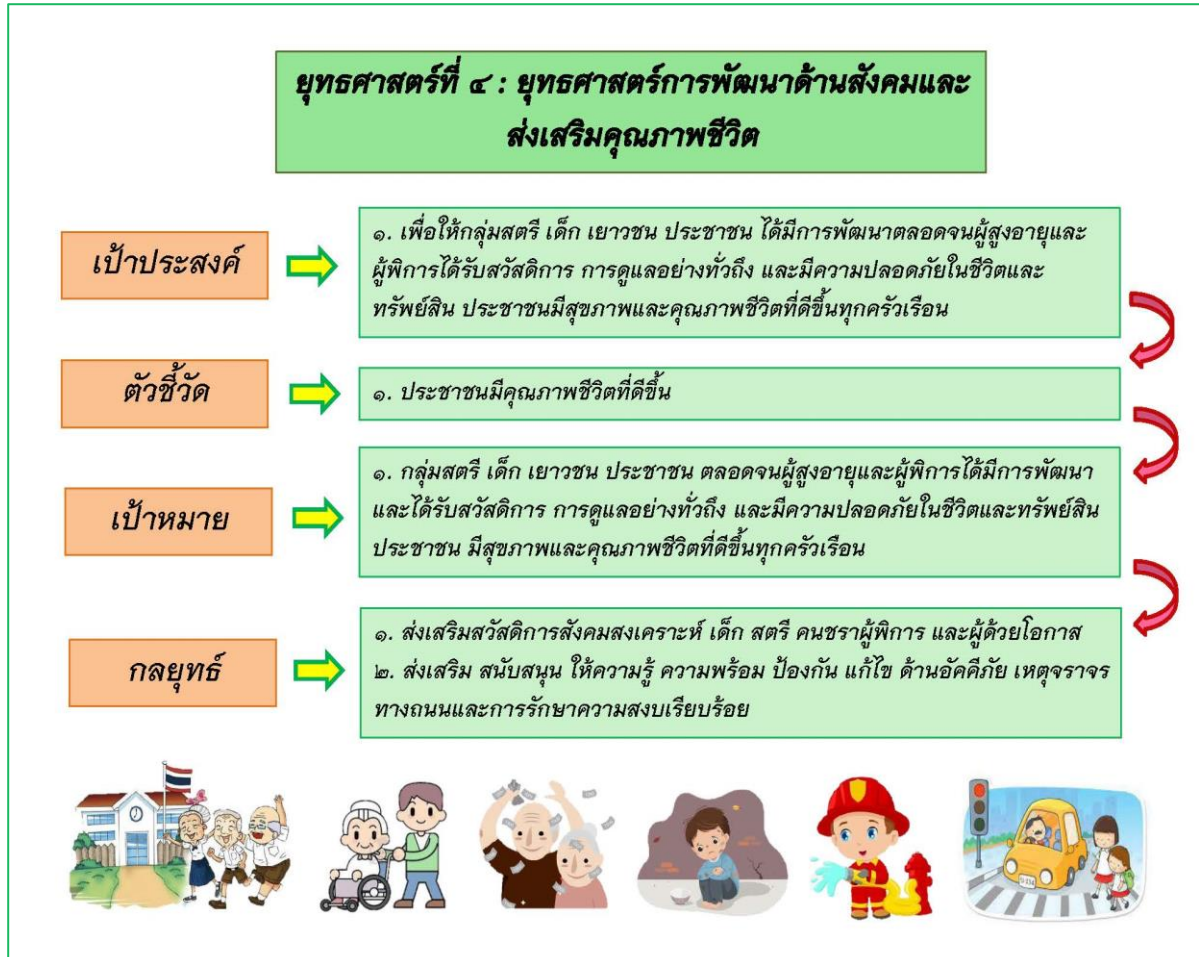 ยุทธศาสตร์ที่ ๔ : ยุทธศาสตร์การพัฒนาด้านสังคมและ
ส่งเสริมคุณภาพชีวิต
เป้าประสงค์
๑. เพื่อให้กลุ่มสตรี เด็ก เยาวชน ประชาชน ได้มีการพัฒนาตลอดจนผู้สูงอายุและ
ผู้พิการได้รับสวัสดิการ การดูแลอย่างทั่วถึง และมีความปลอดภัยในชีวิตและ
ทรัพย์สิน ประชาชนมีสุขภาพและคุณภาพชีวิตที่ดีขึ้นทุกครัวเรือน
ตัวชี้วัด
๑. ประชาชนมีคุณภาพชีวิตที่ดีขึ้น
เป้าหมาย
๑. กลุ่มสตรี เด็ก เยาวชน ประชาชน ตลอดจนผู้สูงอายุและผู้พิการได้มีการพัฒนา
และได้รับสวัสดิการ การดูแลอย่างทั่วถึง และมีความปลอดภัยในชีวิตและทรัพย์สิน
ประชาชน มีสุขภาพและคุณภาพชีวิตที่ดีขึ้นทุกครัวเรือน
กลยุทธ์
๑. ส่งเสริมสวัสดิการสังคมสงเคราะห์ เด็ก สตรี คนชราผู้พิการ และผู้ด้วยโอกาส
๒. ส่งเสริม สนับสนุน ให้ความรู้ ความพร้อม ป้องกัน แก้ไข ด้านอัคคีภัย เหตุจราจร
ทางถนนและการรักษาความสงบเรียบร้อย